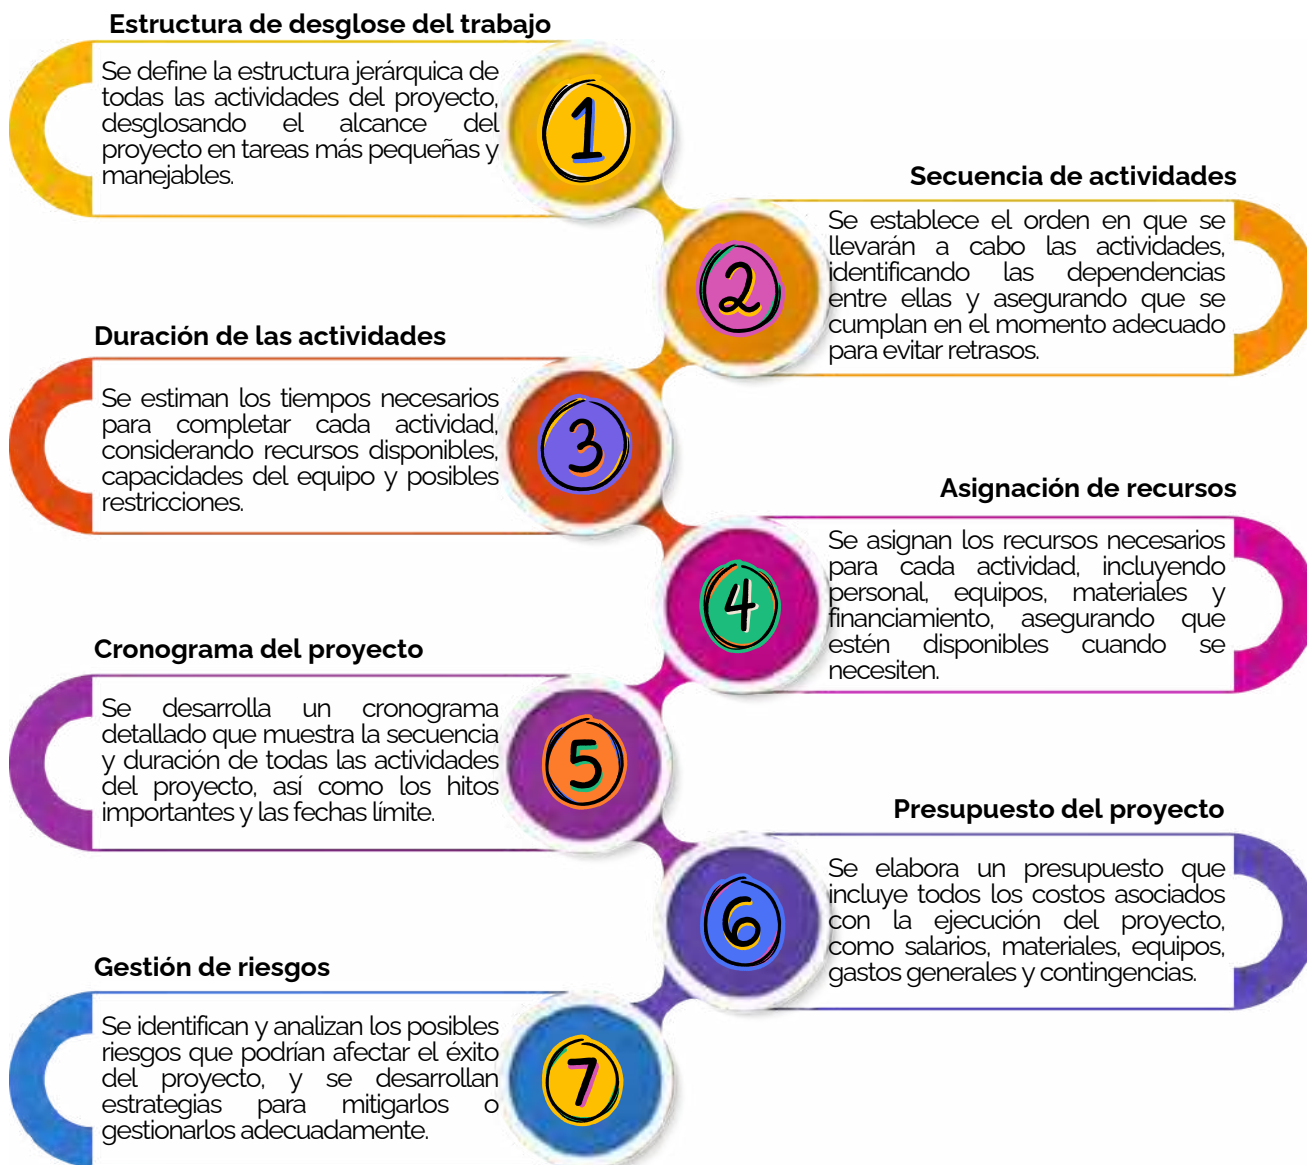 Estructura de desglose del trabajo
Se define la estructura jerárquica de
todas las actividades del proyecto,
desglosando el alcance del
proyecto en tareas más pequeñas y
manejables.
1
Secuencia de actividades
Se establece el orden en que se
llevarán a cabo las actividades,
identificando las dependencias
entre ellas y asegurando que se
cumplan en el momento adecuado
para evitar retrasos.
2
Duración de las actividades
Se estiman los tiempos necesarios
para completar cada actividad,
considerando recursos disponibles,
capacidades del equipo y posibles
restricciones.
3
Asignación de recursos
Se asignan los recursos necesarios
para cada actividad, incluyendo
personal, equipos, materiales y
financiamiento, asegurando que
estén disponibles cuando se
necesiten.
4
Cronograma del proyecto
Se desarrolla un cronograma
detallado que muestra la secuencia
y duración de todas las actividades
del proyecto, así como los hitos
importantes y las fechas límite.
5
Presupuesto del proyecto
Se elabora un presupuesto que
incluye todos los costos asociados
con la ejecución del proyecto,
como salarios, materiales, equipos,
gastos generales y contingencias.
6
Gestión de riesgos
Se identifican y analizan los posibles
riesgos que podrían afectar el éxito
del proyecto, y se desarrollan
estrategias para mitigarlos o
gestionarlos adecuadamente.
7